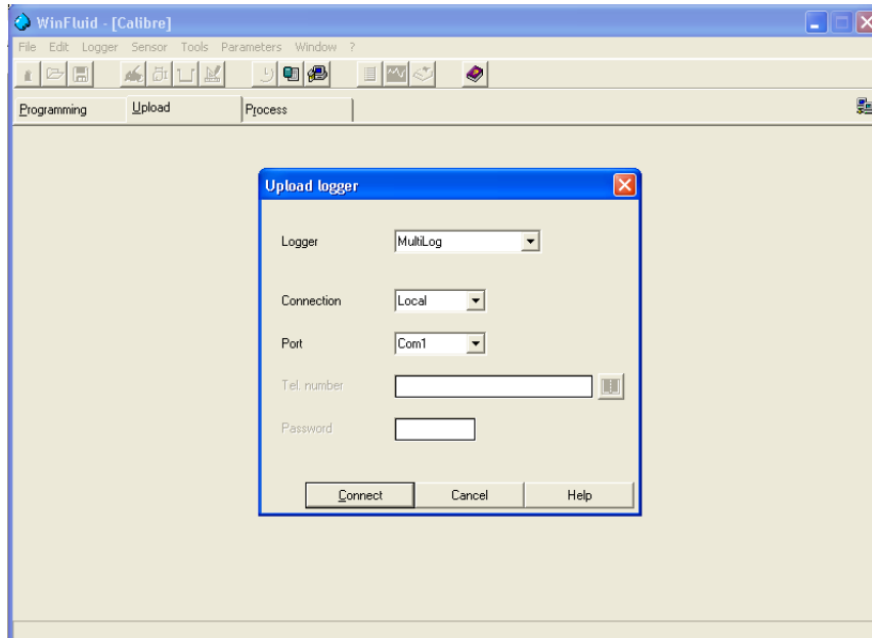 WinFluid - [Calibre]
File Edit Logger Sensor Tools Parameters Window ?
Programming Upload Process
Upload logger
Logger MultiLog
Connection Local
Port Com1
Tel. number
Password
Connect Cancel Help